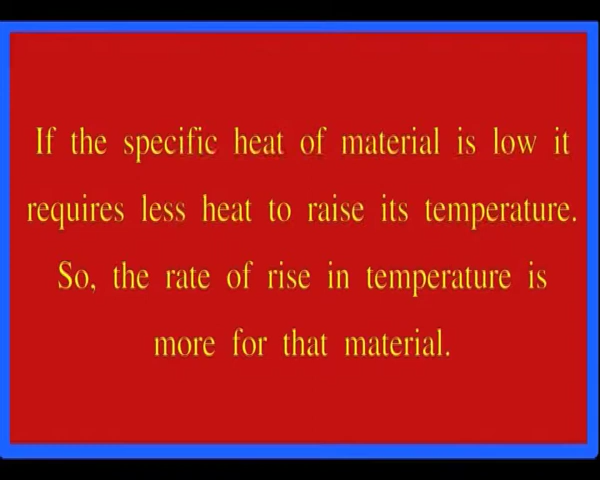 If the specific heat of material is low it
requires less heat to raise its temperature.
So, the rate of rise in temperature is
more for that material.